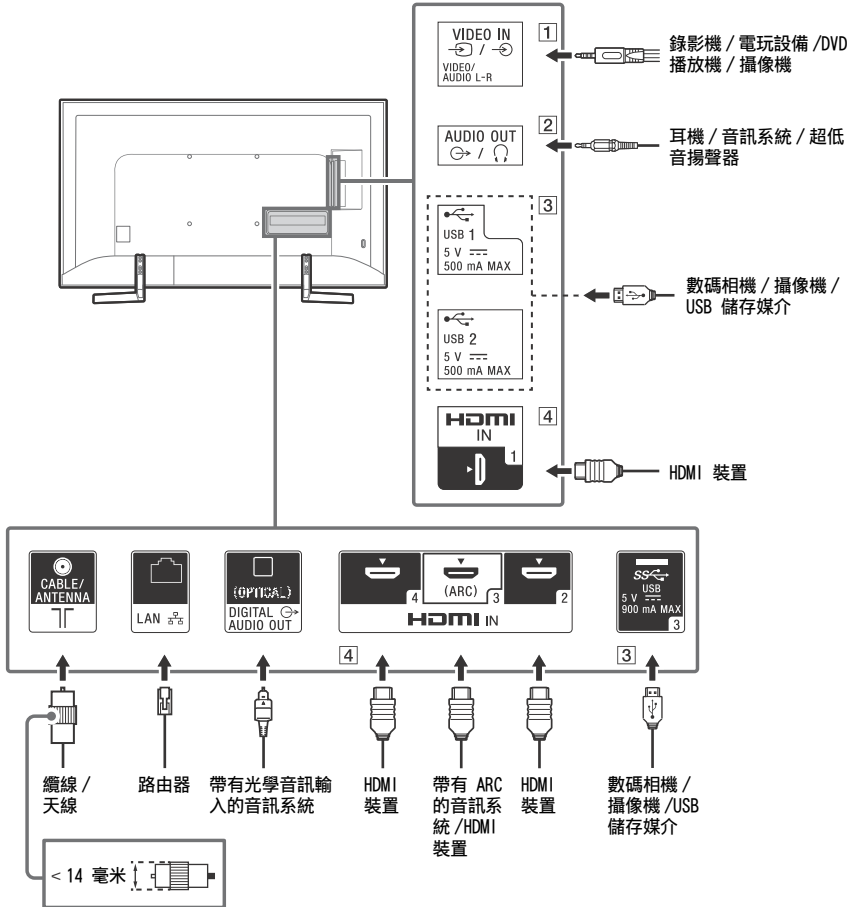 VIDEO IN
/
VIDEO/
AUDIO L-R
1
錄影機 / 電玩設備 /DVD
播放機 / 攝像機
AUDIO OUT
/
2
耳機 / 音訊系統 / 超低
音揚聲器
3
USB 1
5 V
500 mA MAX
USB 2
5 V
500 mA MAX
數碼相機 / 攝像機 /
USB 儲存媒介
HDMI
IN
1
4
HDMI 裝置
CABLE/
ANTENNA
LAN
(OPTICAL)
DIGITAL
AUDIO OUT
4
(ARC)
3
2
HDMI IN
SS
USB
5 V
900 mA MAX
3
4
3
纜線 /
天線
路由器
帶有光學音訊輸
入的音訊系統
HDMI
裝置
帶有 ARC
的音訊系
統 /HDMI
裝置
HDMI
裝置
數碼相機 /
攝像機 /USB
儲存媒介
< 14 毫米